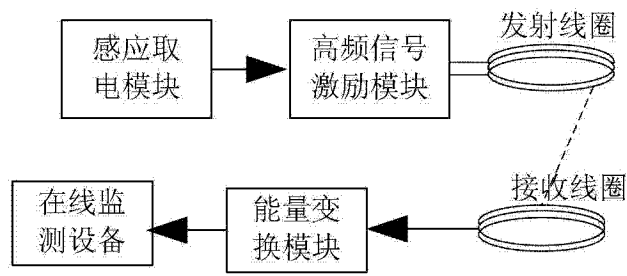 感应取
电模块
高频信号
激励模块
发射线圈
接收线圈
能量变
换模块
在线监
测设备